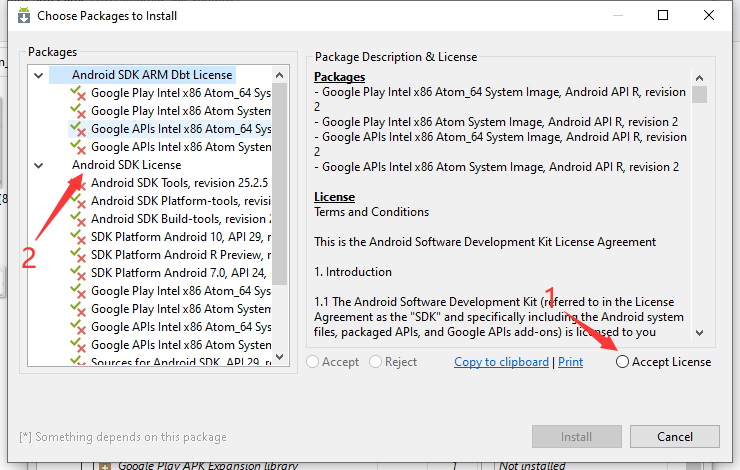 Choose Packages to Install
Packages
Android SDK ARM Dbt License
Google Play Intel x86 Atom_64 Sys
Google Play Intel x86 Atom System
Google APIs Intel x86 Atom_64 Sys
Google APIs Intel x86 Atom System
Android SDK License
Android SDK Tools, revision 25.2.5
Android SDK Platform-tools, revisio
Android SDK Build-tools, revision 2
SDK Platform Android 10, API 29, r
SDK Platform Android R Preview, r
SDK Platform Android 7.0, API 24,
Google Play Intel x86 Atom_64 Sys
Google Play Intel x86 Atom System
Google APIs Intel x86 Atom_64 Sys
Google APIs Intel x86 Atom System
Sources for Android SDK, API 29, r
2
Package Description & License
Packages
- Google Play Intel x86 Atom_64 System Image, Android API R, revision
2
- Google Play Intel x86 Atom System Image, Android API R, revision 2
- Google APIs Intel x86 Atom_64 System Image, Android API R, revision
2
- Google APIs Intel x86 Atom System Image, Android API R, revision 2
License
Terms and Conditions
This is the Android Software Development Kit License Agreement
1. Introduction
1.1 The Android Software Development Kit (referred to in the License
Agreement as the "SDK" and specifically including the Android system
files, packaged APIs, and Google APIs add-ons) is licensed to you
1
Accept Reject Copy to clipboard | Print Accept License
[*] Something depends on this package
Install Cancel
Google Play APK Expansion library 1 Not installed